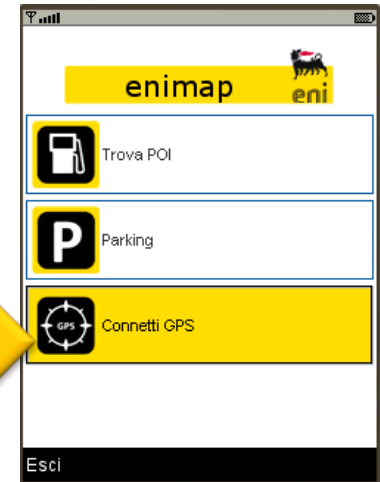 enimap
eni
Trova POI
P
Parking
GPS
Connetti GPS
Esci